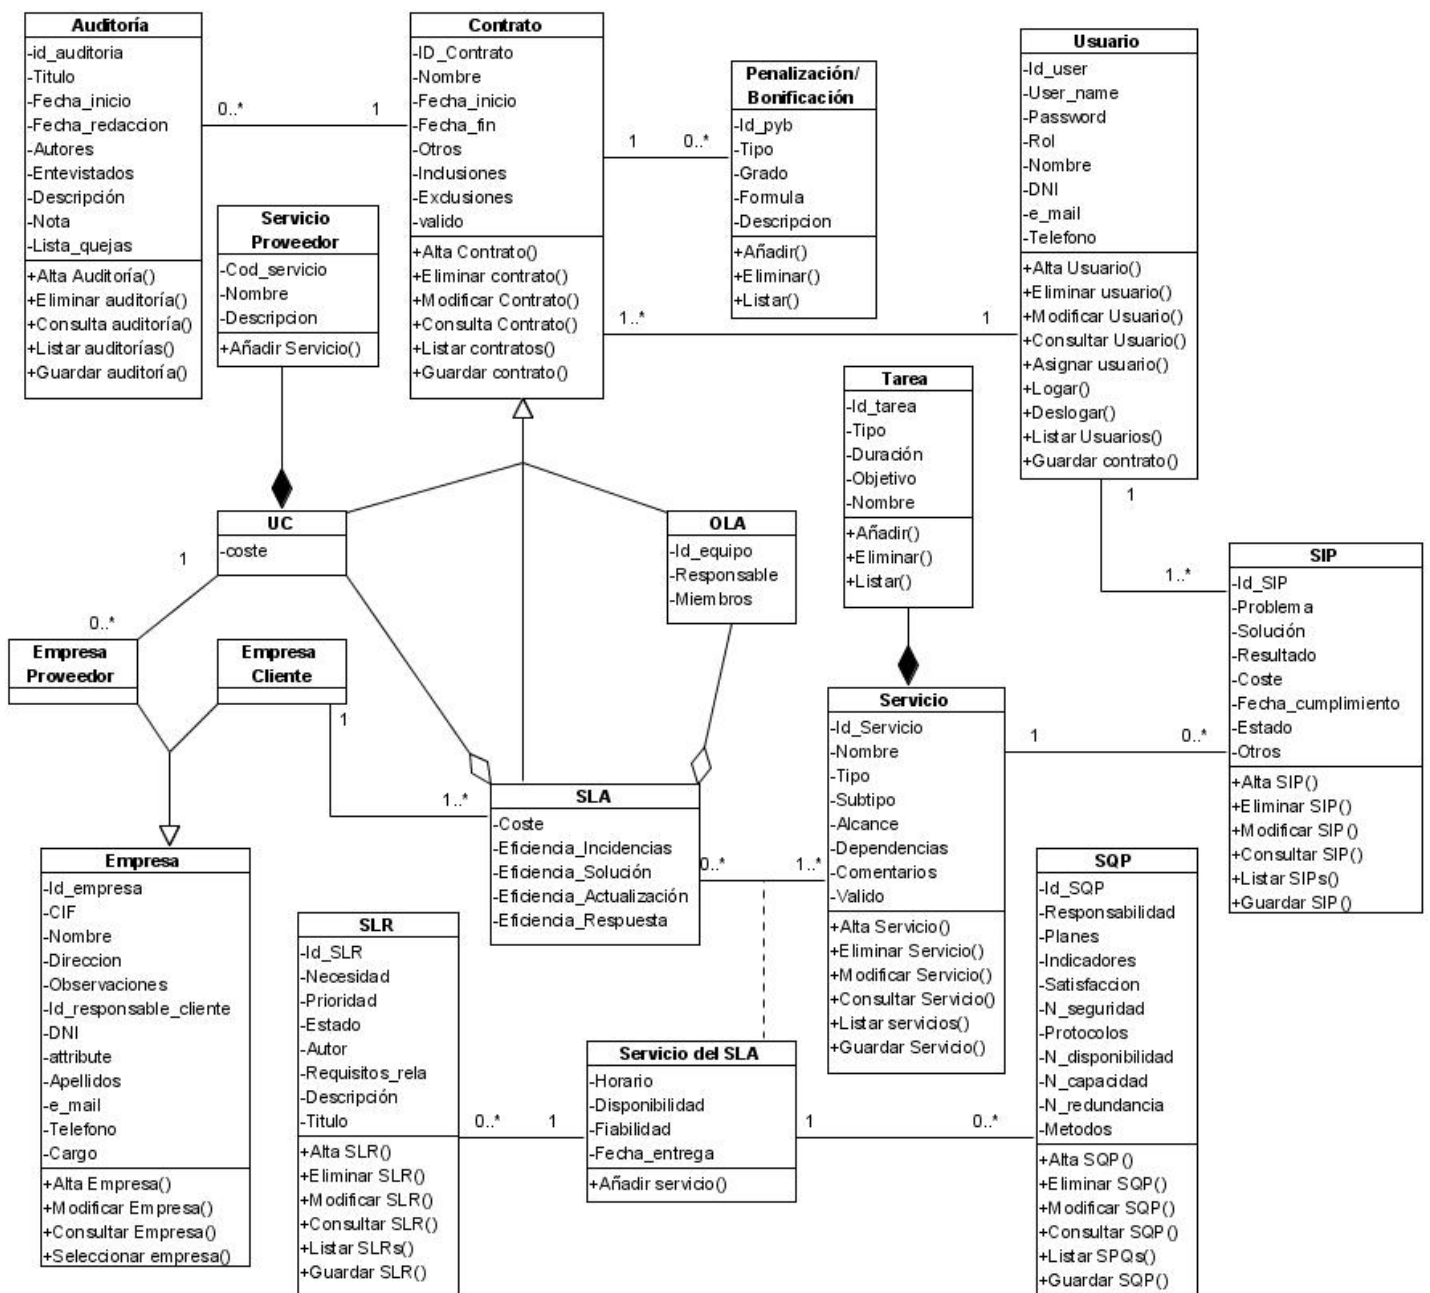 Auditoría
-id_auditoria
-Titulo
-Fecha_inicio
-Fecha_redaccion
-Autores
-Entevistados
-Descripción
-Nota
-Lista_quejas
+Alta Auditoría()
+Eliminar auditoría()
+Consulta auditoría()
+Listar auditorías()
+Guardar auditoría()
0..*
1
Contrato
-ID_Contrato
-Nombre
-Fecha_inicio
-Fecha_fin
-Otros
-Inclusiones
-Exclusiones
-valido
+Alta Contrato()
+Eliminar contrato()
+Modificar Contrato()
+Consulta Contrato()
+Listar contratos()
+Guardar contrato()
1
0..*
Penalización/
Bonificación
-Id_pyb
-Tipo
-Grado
-Formula
-Descripcion
+Añadir()
+Eliminar()
+Listar()
1..*
1
Usuario
-Id_user
-User_name
-Password
-Rol
-Nombre
-DNI
-e_mail
-Telefono
+Alta Usuario()
+Eliminar usuario()
+Modificar Usuario()
+Consultar Usuario()
+Asignar usuario()
+Logar()
+Deslogar()
+Listar Usuarios()
+Guardar contrato()
1
1..*
Servicio
Proveedor
-Cod_servicio
-Nombre
-Descripcion
+Añadir Servicio()
UC
-coste
1
0..*
OLA
-Id_equipo
-Responsable
-Miembros
Tarea
-Id_tarea
-Tipo
-Duración
-Objetivo
-Nombre
+Añadir()
+Eliminar()
+Listar()
SIP
-Id_SIP
-Problema
-Solución
-Resultado
-Coste
-Fecha_cumplimiento
-Estado
-Otros
+Alta SIP()
+Eliminar SIP()
+Modificar SIP()
+Consultar SIP()
+Listar SIPs()
+Guardar SIP()
Empresa
Proveedor
Empresa
Cliente
1
1..*
Servicio
-Id_Servicio
-Nombre
-Tipo
-Subtipo
-Alcance
-Dependencias
-Comentarios
-Valido
+Alta Servicio()
+Eliminar Servicio()
+Modificar Servicio()
+Consultar Servicio()
+Listar servicios()
+Guardar Servicio()
1
0..*
SLA
-Coste
-Eficiencia_Incidencias
-Eficiencia_Solución
-Eficiencia_Actualización
-Eficiencia_Respuesta
0..*
1..*
Empresa
-Id_empresa
-CIF
-Nombre
-Direccion
-Observaciones
-Id_responsable_cliente
-DNI
-attribute
-Apellidos
-e_mail
-Telefono
-Cargo
+Alta Empresa()
+Modificar Empresa()
+Consultar Empresa()
+Seleccionar empresa()
SLR
-Id_SLR
-Necesidad
-Prioridad
-Estado
-Autor
-Requisitos_rela
-Descripción
-Titulo
+Alta SLR()
+Eliminar SLR()
+Modificar SLR()
+Consultar SLR()
+Listar SLRs()
+Guardar SLR()
0..*
1
Servicio del SLA
-Horario
-Disponibilidad
-Fiabilidad
-Fecha_entrega
+Añadir servicio()
1
0..*
SQP
-Id_SQP
-Responsabilidad
-Planes
-Indicadores
-Satisfaccion
-N_seguridad
-Protocolos
-N_disponibilidad
-N_capacidad
-N_redundancia
-Metodos
+Alta SQP()
+Eliminar SQP()
+Modificar SQP()
+Consultar SQP()
+Listar SPQs()
+Guardar SQP()